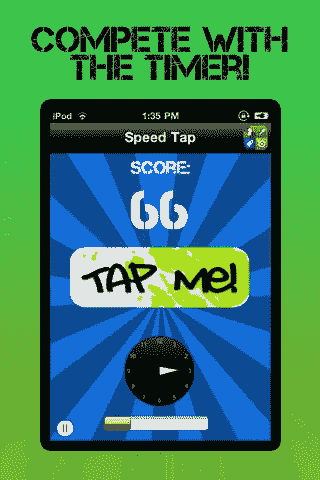 COMPETE WITH
THE TIMER!
iPod 1:35 PM
Speed Tap
SCORE:
66
TAP ME!